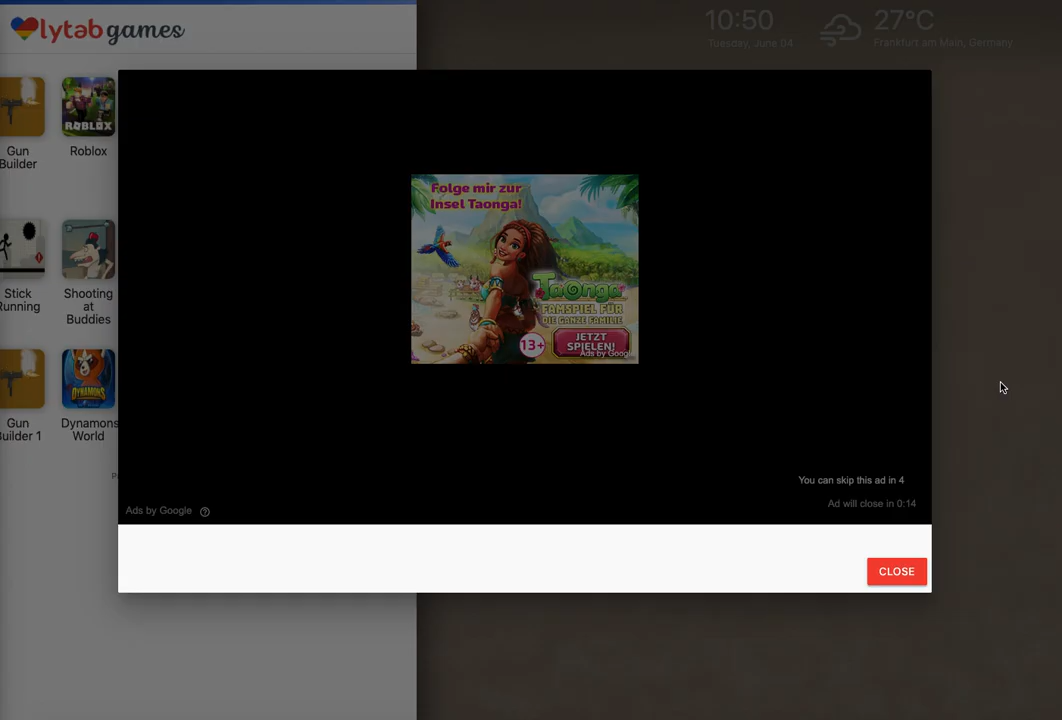 lytab games
10:50
Tuesday, June 04
27°C
Frankfurt am Main, Germany
Gun
Builder
ROBLOX
Roblox
Stick
Running
Shooting
at
Buddies
Gun
Builder 1
DYNAMONS
Dynamons
World
Folge mir zur
Insel Taonga!
Taonga
FAMSPIEL FÜR
DIE GANZE FAMILIE
13+
JETZT
SPIELEN!
Ads by Google
You can skip this ad in 4
Ad will close in 0:14
Ads by Google
CLOSE